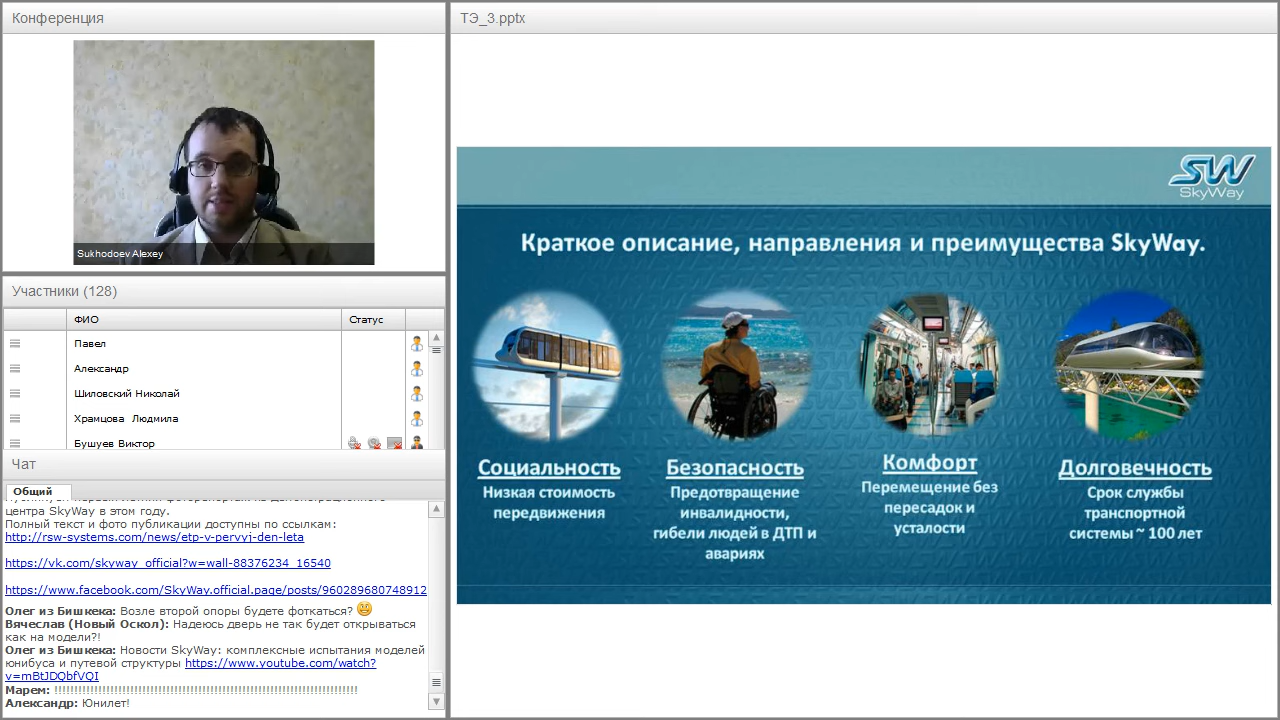 Конференция
Sukhodoev Alexey
Участники (128)
ФИО
Статус
Павел
Александр
Шиловский Николай
Храмцова Людмила
Бушуев Виктор
Чат
Общий
центра SkyWay в этом году.
Полный текст и фото публикации доступны по ссылкам:
http://rsw-systems.com/news/etp-v-pervyj-den-leta
https://vk.com/skyway_official?w=wall-88376234_16540
https://www.facebook.com/SkyWay.official.page/posts/960289680748912
Олег из Бишкека: Возле второй опоры будете фоткаться?
Вячеслав (Новый Оскол): Надеюсь дверь не так будет открываться
как на модели?!
Олег из Бишкека: Новости SkyWay: комплексные испытания моделей
юнибуса и путевой структуры https://www.youtube.com/watch?
v=mBtJDQbfVQI
Марем: !!!!!!!!!!!!!!!!!!!!!!!!!!!!!!!!!!!!!!!!!!!!!!!!!!!!!!!!!!!!!!!!!!!!!!!!!!!!
Александр: Юнилет!
ТЭ_3.pptx
SW
SkyWay
Краткое описание, направления и преимущества SkyWay.
Социальность
Низкая стоимость
передвижения
Безопасность
Предотвращение
инвалидности,
гибели людей в ДТП и
авариях
Комфорт
Перемещение без
пересадок и
усталости
Долговечность
Срок службы
транспортной
системы ~ 100 лет